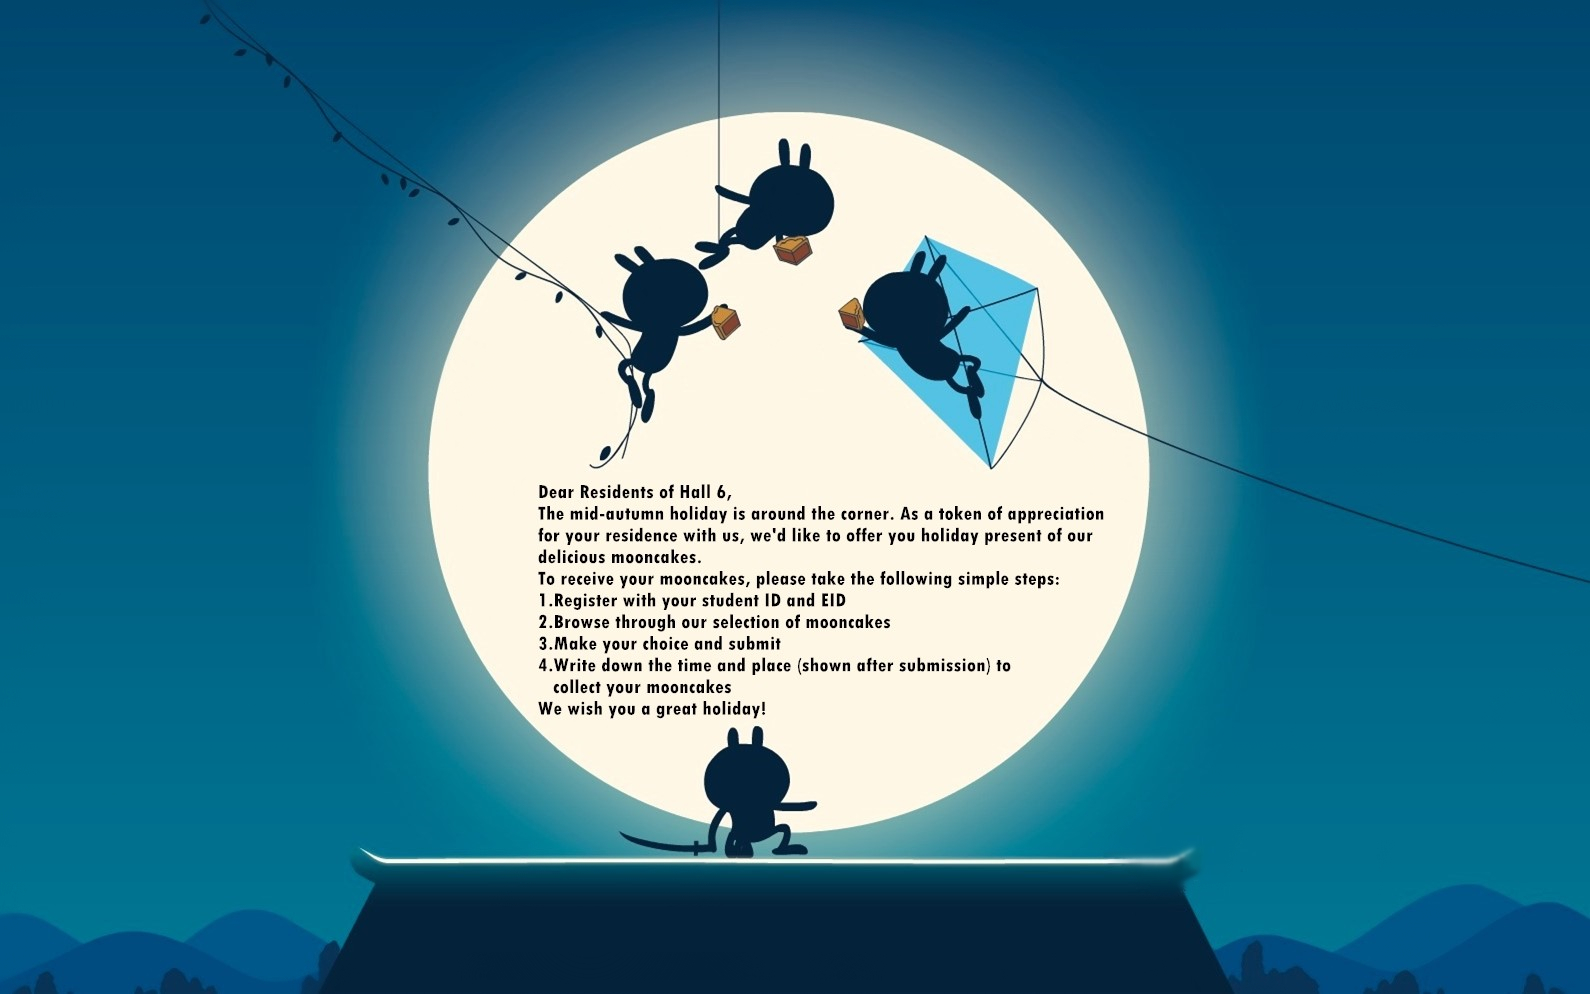 Dear Residents of Hall 6,
The mid-autumn holiday is around the corner. As a token of appreciation
for your residence with us, we'd like to offer you holiday present of our
delicious mooncakes.
To receive your mooncakes, please take the following simple steps:
1.Register with your student ID and EID
2.Browse through our selection of mooncakes
3.Make your choice and submit
4.Write down the time and place (shown after submission) to
collect your mooncakes
We wish you a great holiday!